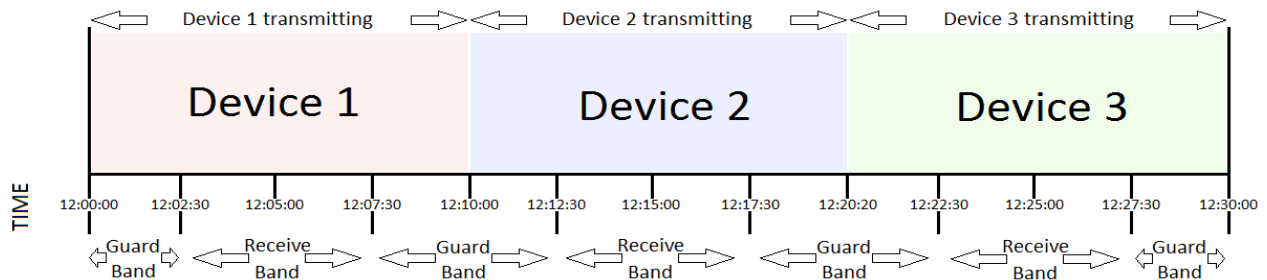 Device 1 transmitting Device 2 transmitting Device 3 transmitting
Device 1 Device 2 Device 3
TIME
12:00:00 12:02:30 12:05:00 12:07:30 12:10:00 12:12:30 12:15:00 12:17:30 12:20:20 12:22:30 12:25:00 12:27:30 12:30:00
Guard Receive Guard Receive Guard Receive Guard
Band Band Band Band Band Band Band